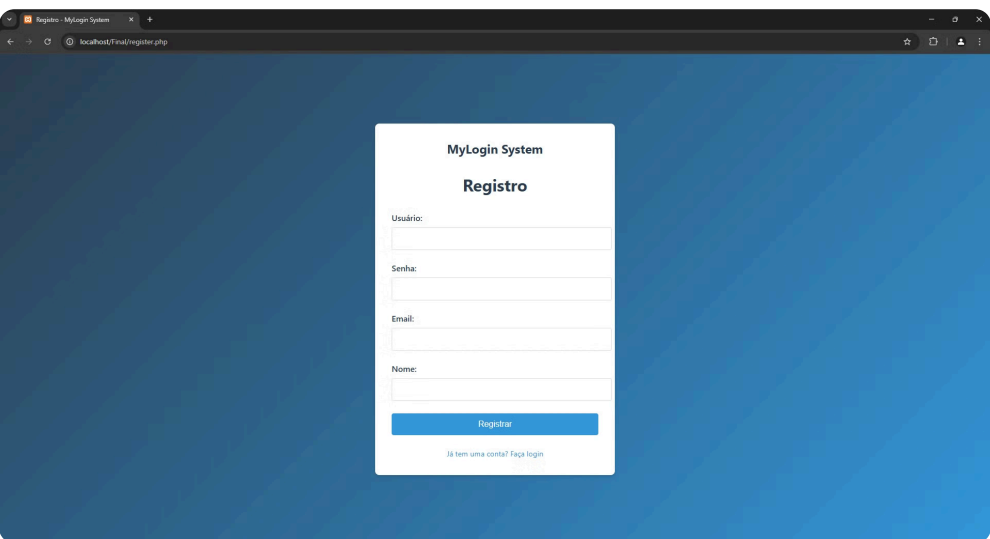 Registro - MyLogin System
localhost/Final/register.php
MyLogin System
Registro
Usuário:
Senha:
Email:
Nome:
Registrar
Já tem uma conta? Faça login